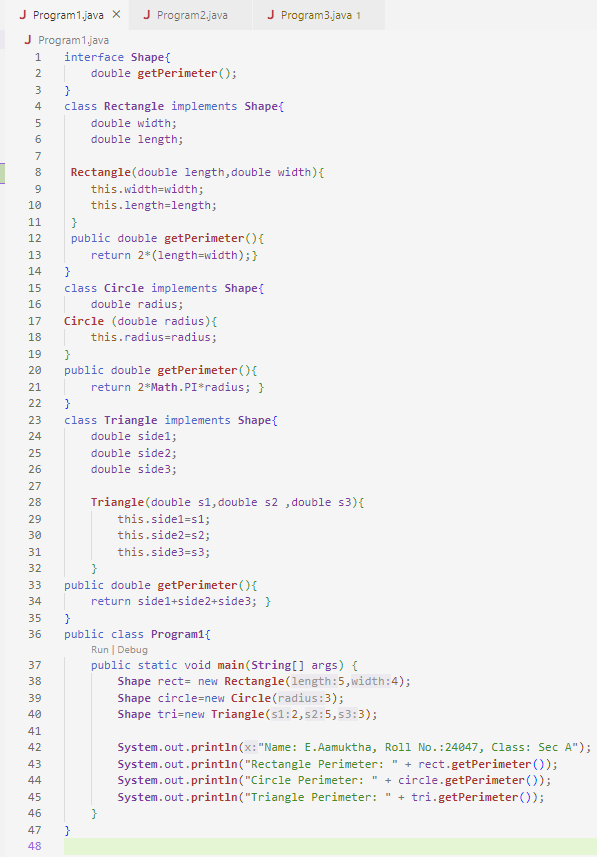 J Program1.java × J Program2.java J Program3.java 1
J Program1.java
1 interface Shape{
2     double getPerimeter();
3 }
4 class Rectangle implements Shape{
5     double width;
6     double length;
7
8  Rectangle(double length,double width){
9     this.width=width;
10     this.length=length;
11  }
12  public double getPerimeter(){
13     return 2*(length=width);}
14 }
15 class Circle implements Shape{
16     double radius;
17 Circle (double radius){
18     this.radius=radius;
19 }
20 public double getPerimeter(){
21     return 2*Math.PI*radius; }
22 }
23 class Triangle implements Shape{
24     double side1;
25     double side2;
26     double side3;
27
28     Triangle(double s1,double s2 ,double s3){
29         this.side1=s1;
30         this.side2=s2;
31         this.side3=s3;
32     }
33 public double getPerimeter(){
34     return side1+side2+side3; }
35 }
36 public class Program1{
Run | Debug
37     public static void main(String[] args) {
38         Shape rect= new Rectangle(length:5,width:4);
39         Shape circle=new Circle(radius:3);
40         Shape tri=new Triangle(s1:2,s2:5,s3:3);
41
42         System.out.println(x:"Name: E.Aamuktha, Roll No.:24047, Class: Sec A");
43         System.out.println("Rectangle Perimeter: " + rect.getPerimeter());
44         System.out.println("Circle Perimeter: " + circle.getPerimeter());
45         System.out.println("Triangle Perimeter: " + tri.getPerimeter());
46     }
47 }
48